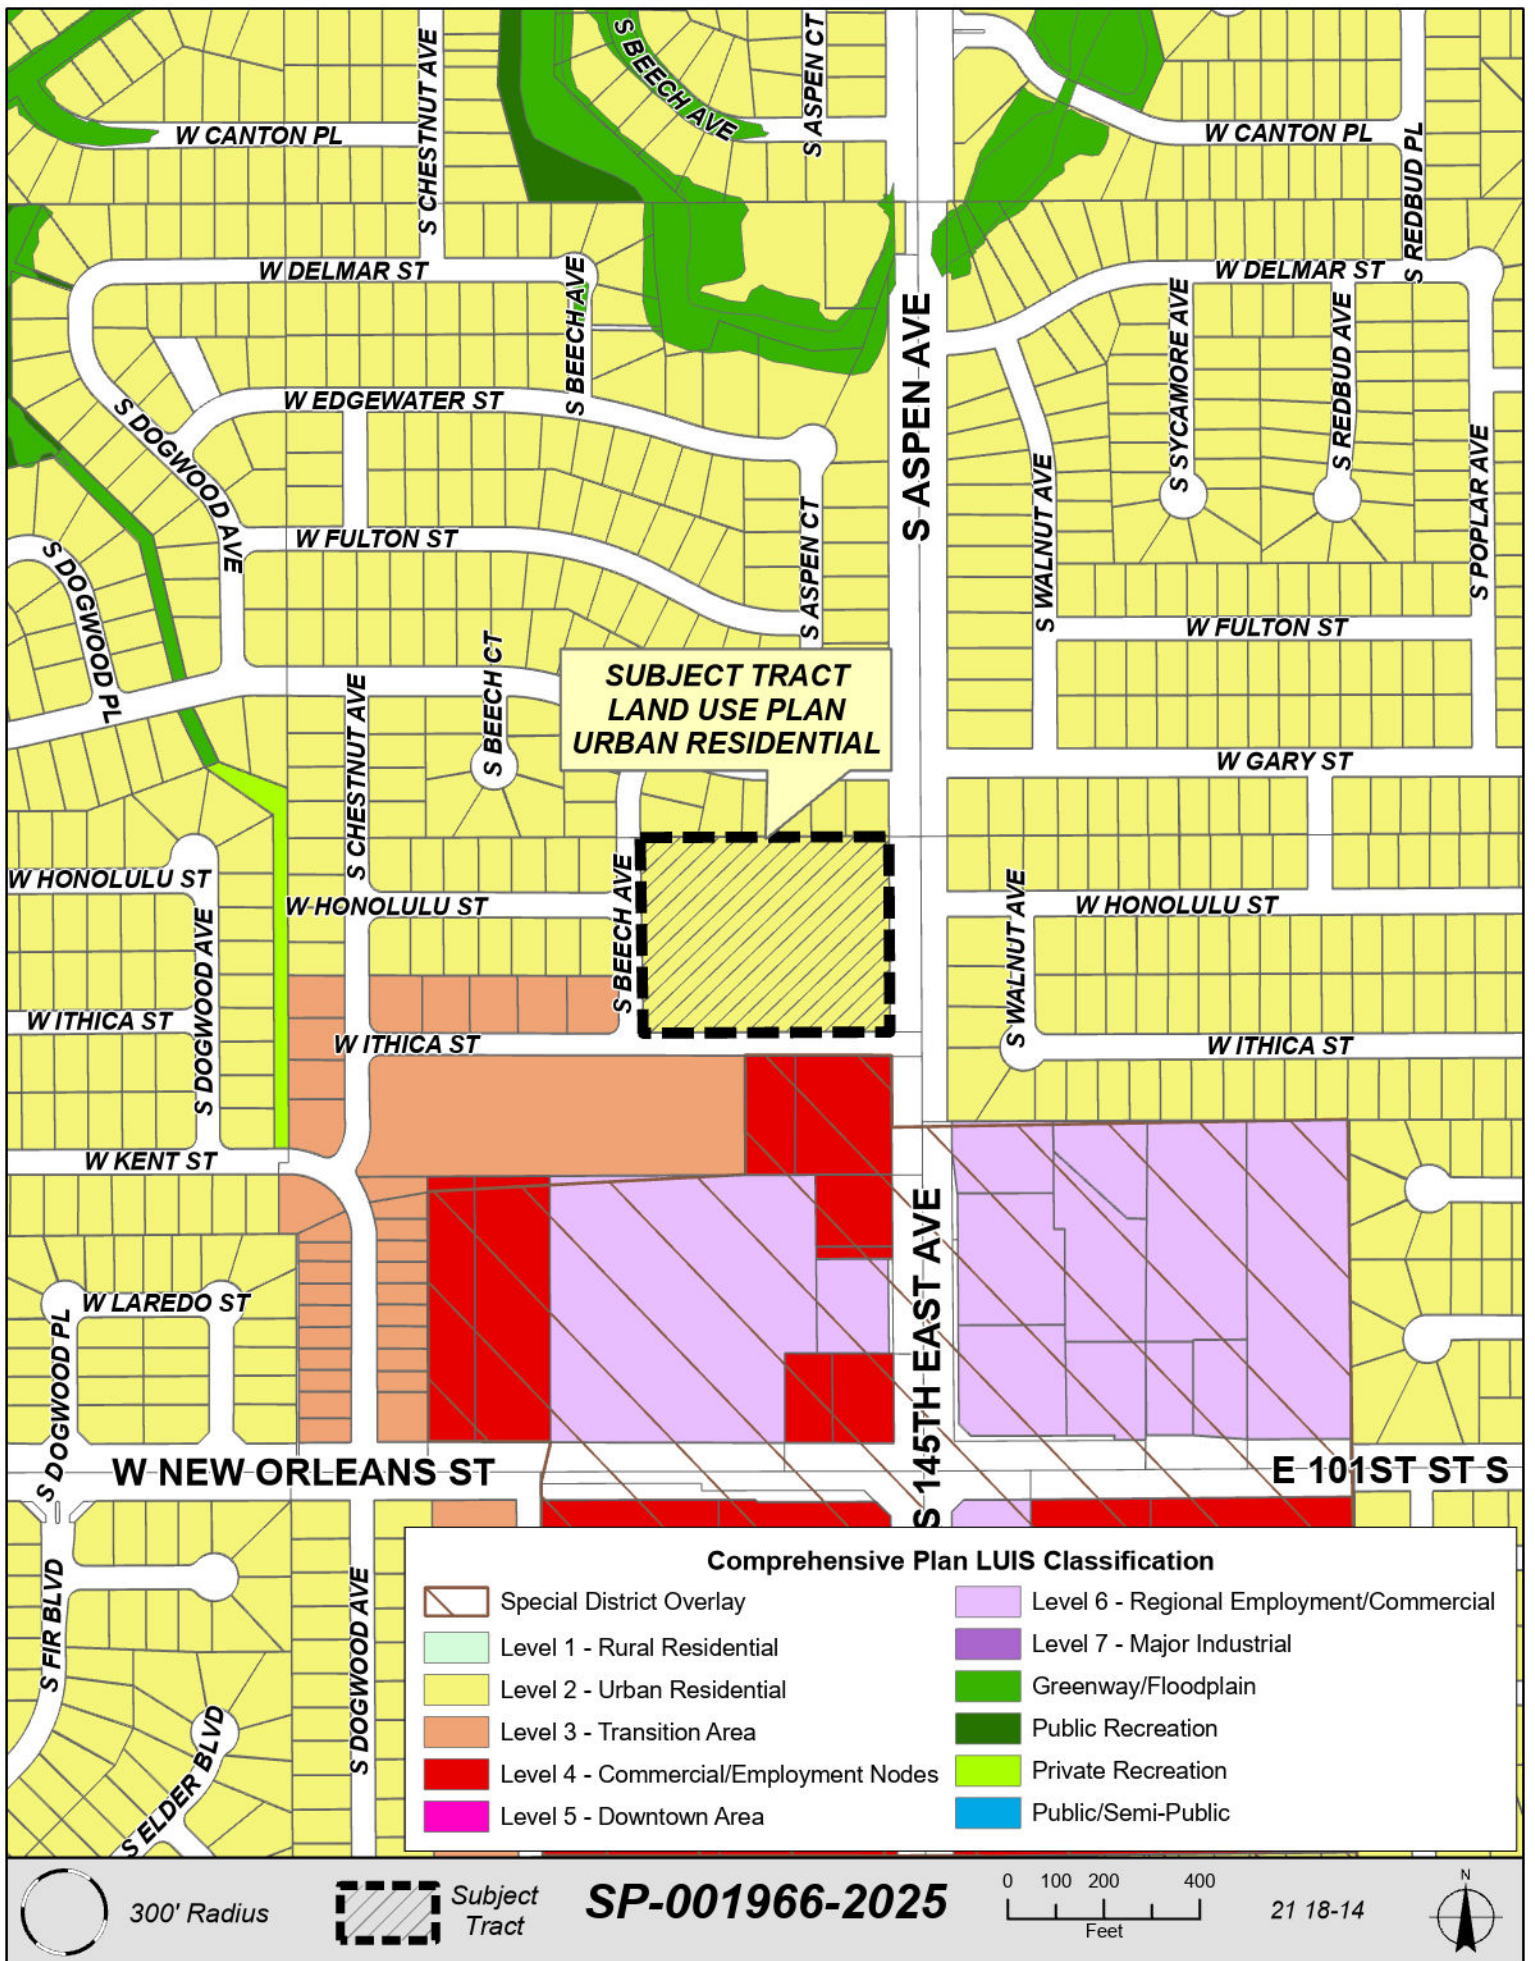 S BEECH AVE
S ASPEN CT
S CHESTNUT AVE
W CANTON PL
W CANTON PL
S REDBUD PL
W DELMAR ST
W DELMAR ST
S BEECH AVE
S ASPEN AVE
S SYCAMORE AVE
S REDBUD AVE
W EDGEWATER ST
S DOGWOOD AVE
S POPLAR AVE
S WALNUT AVE
S ASPEN CT
W FULTON ST
S DOGWOOD PL
W FULTON ST
S BEECH CT
SUBJECT TRACT
LAND USE PLAN
URBAN RESIDENTIAL
S CHESTNUT AVE
W GARY ST
W HONOLULU ST
W HONOLULU ST
S BEECH AVE
W HONOLULU ST
S WALNUT AVE
S DOGWOOD AVE
W ITHICA ST
W ITHICA ST
W ITHICA ST
W KENT ST
S 145TH EAST AVE
W LAREDO ST
S DOGWOOD PL
W NEW ORLEANS ST
E 101ST ST S
S FIR BLVD
S DOGWOOD AVE
S ELDER BLVD
Comprehensive Plan LUIS Classification
Special District Overlay
Level 1 - Rural Residential
Level 2 - Urban Residential
Level 3 - Transition Area
Level 4 - Commercial/Employment Nodes
Level 5 - Downtown Area
Level 6 - Regional Employment/Commercial
Level 7 - Major Industrial
Greenway/Floodplain
Public Recreation
Private Recreation
Public/Semi-Public
300' Radius
Subject
Tract
SP-001966-2025
0 100 200 400
Feet
21 18-14
N